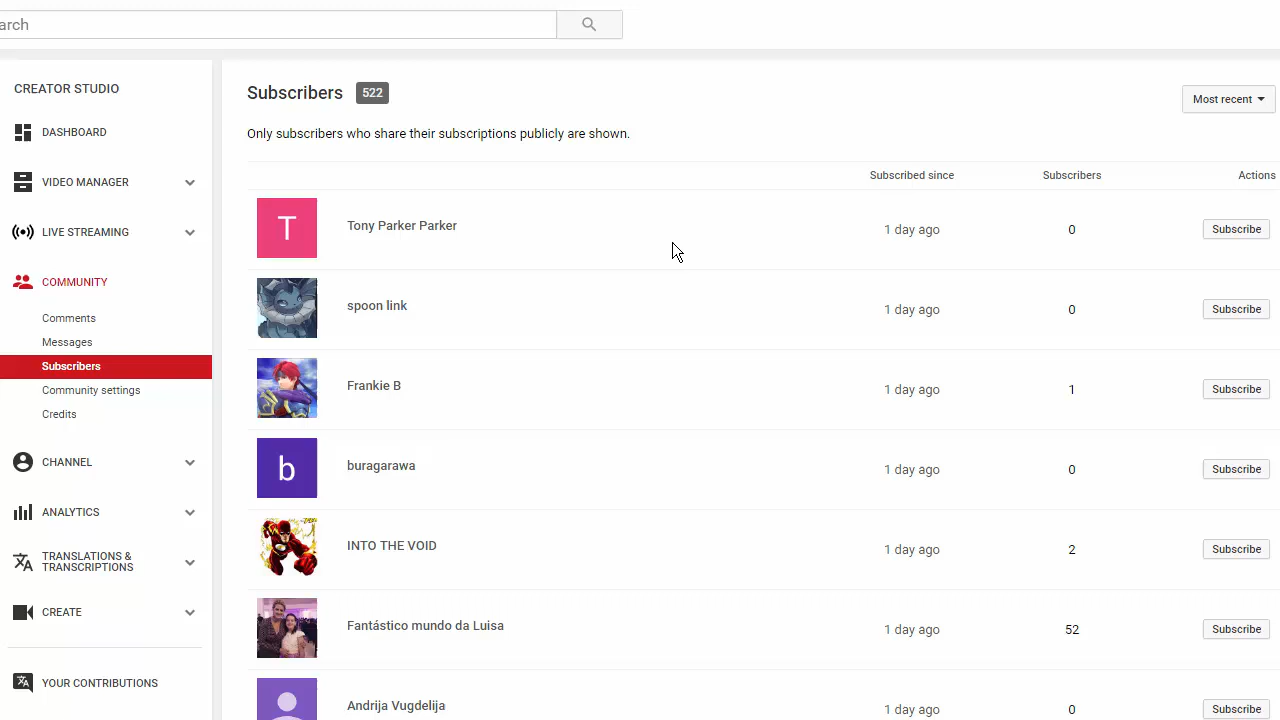 arch
CREATOR STUDIO
DASHBOARD
VIDEO MANAGER
LIVE STREAMING
COMMUNITY
Comments
Messages
Subscribers
Community settings
Credits
CHANNEL
ANALYTICS
TRANSLATIONS &
TRANSCRIPTIONS
CREATE
YOUR CONTRIBUTIONS
Subscribers 522
Most recent
Only subscribers who share their subscriptions publicly are shown.
Subscribed since Subscribers Actions
T Tony Parker Parker 1 day ago 0 Subscribe
spoon link 1 day ago 0 Subscribe
Frankie B 1 day ago 1 Subscribe
b buragarawa 1 day ago 0 Subscribe
INTO THE VOID 1 day ago 2 Subscribe
Fantástico mundo da Luisa 1 day ago 52 Subscribe
Andrija Vugdelija 1 day ago 0 Subscribe